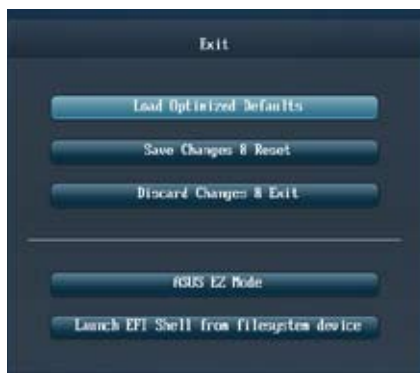 Exit
Load Optimized Defaults
Save Changes & Reset
Discard Changes & Exit
ASUS EZ Mode
Launch EFI Shell from filesystem device